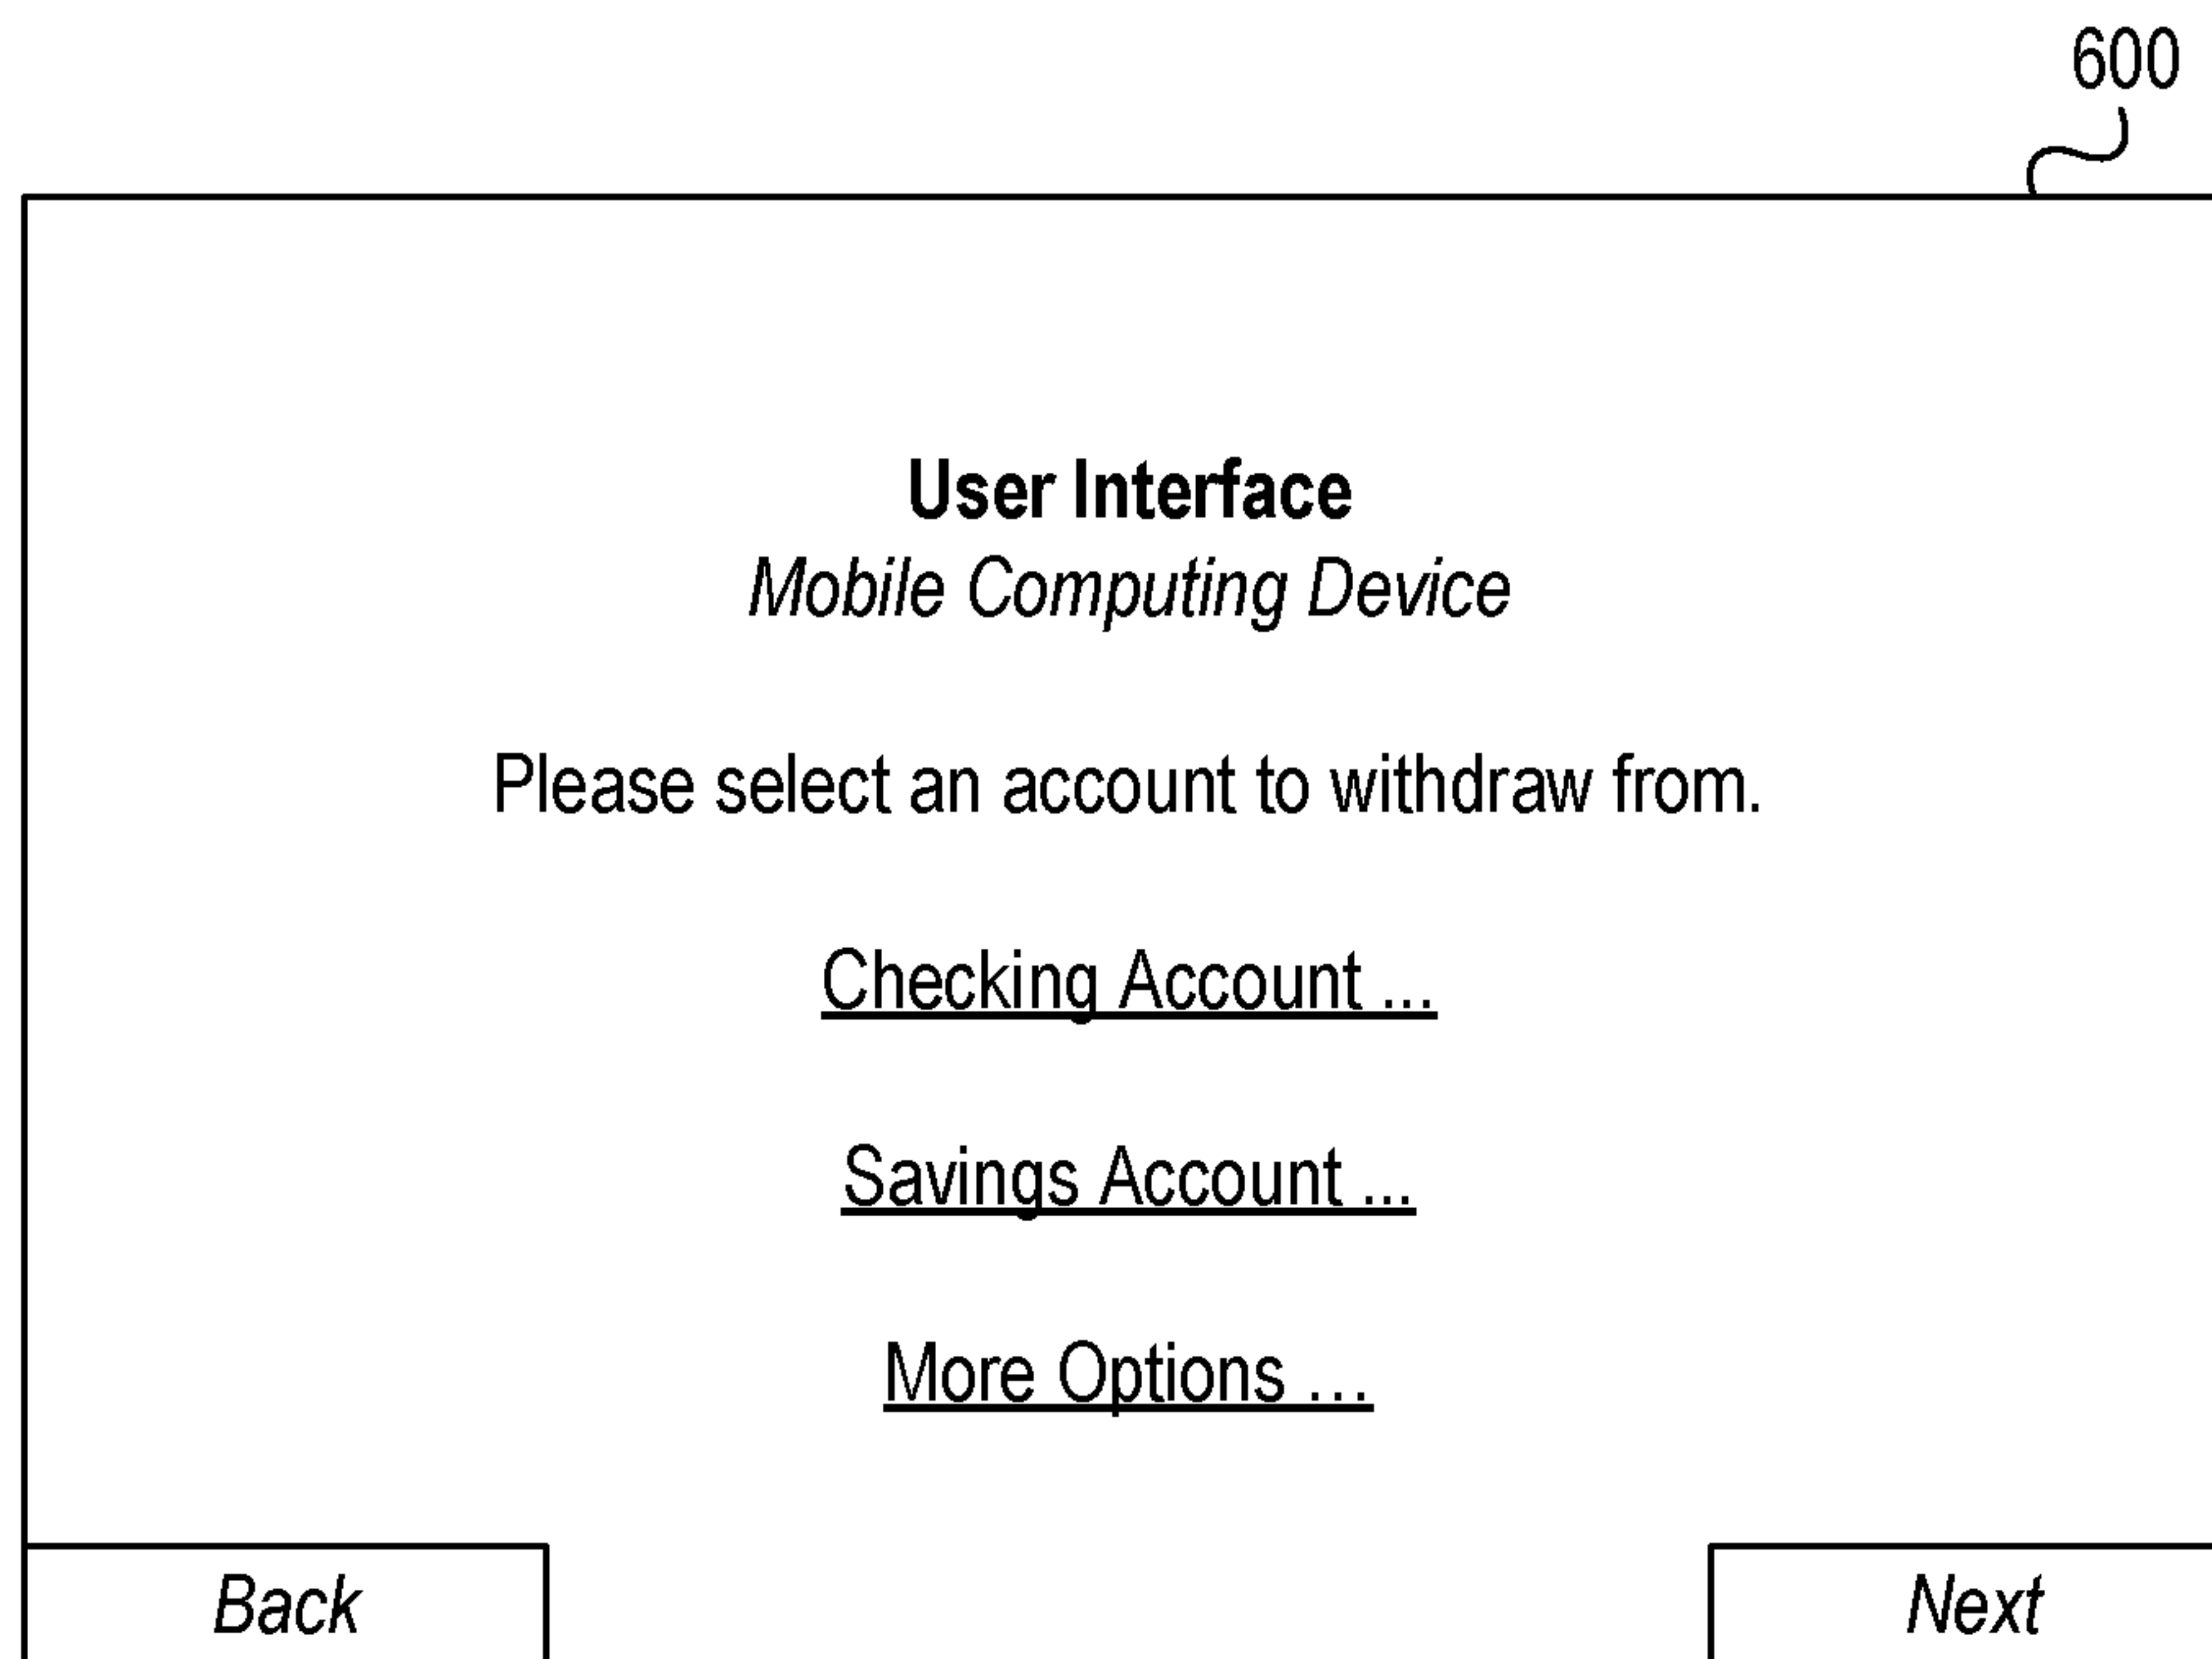 600
User Interface
Mobile Computing Device
Please select an account to withdraw from.
Checking Account ...
Savings Account ...
More Options ...
Back
Next